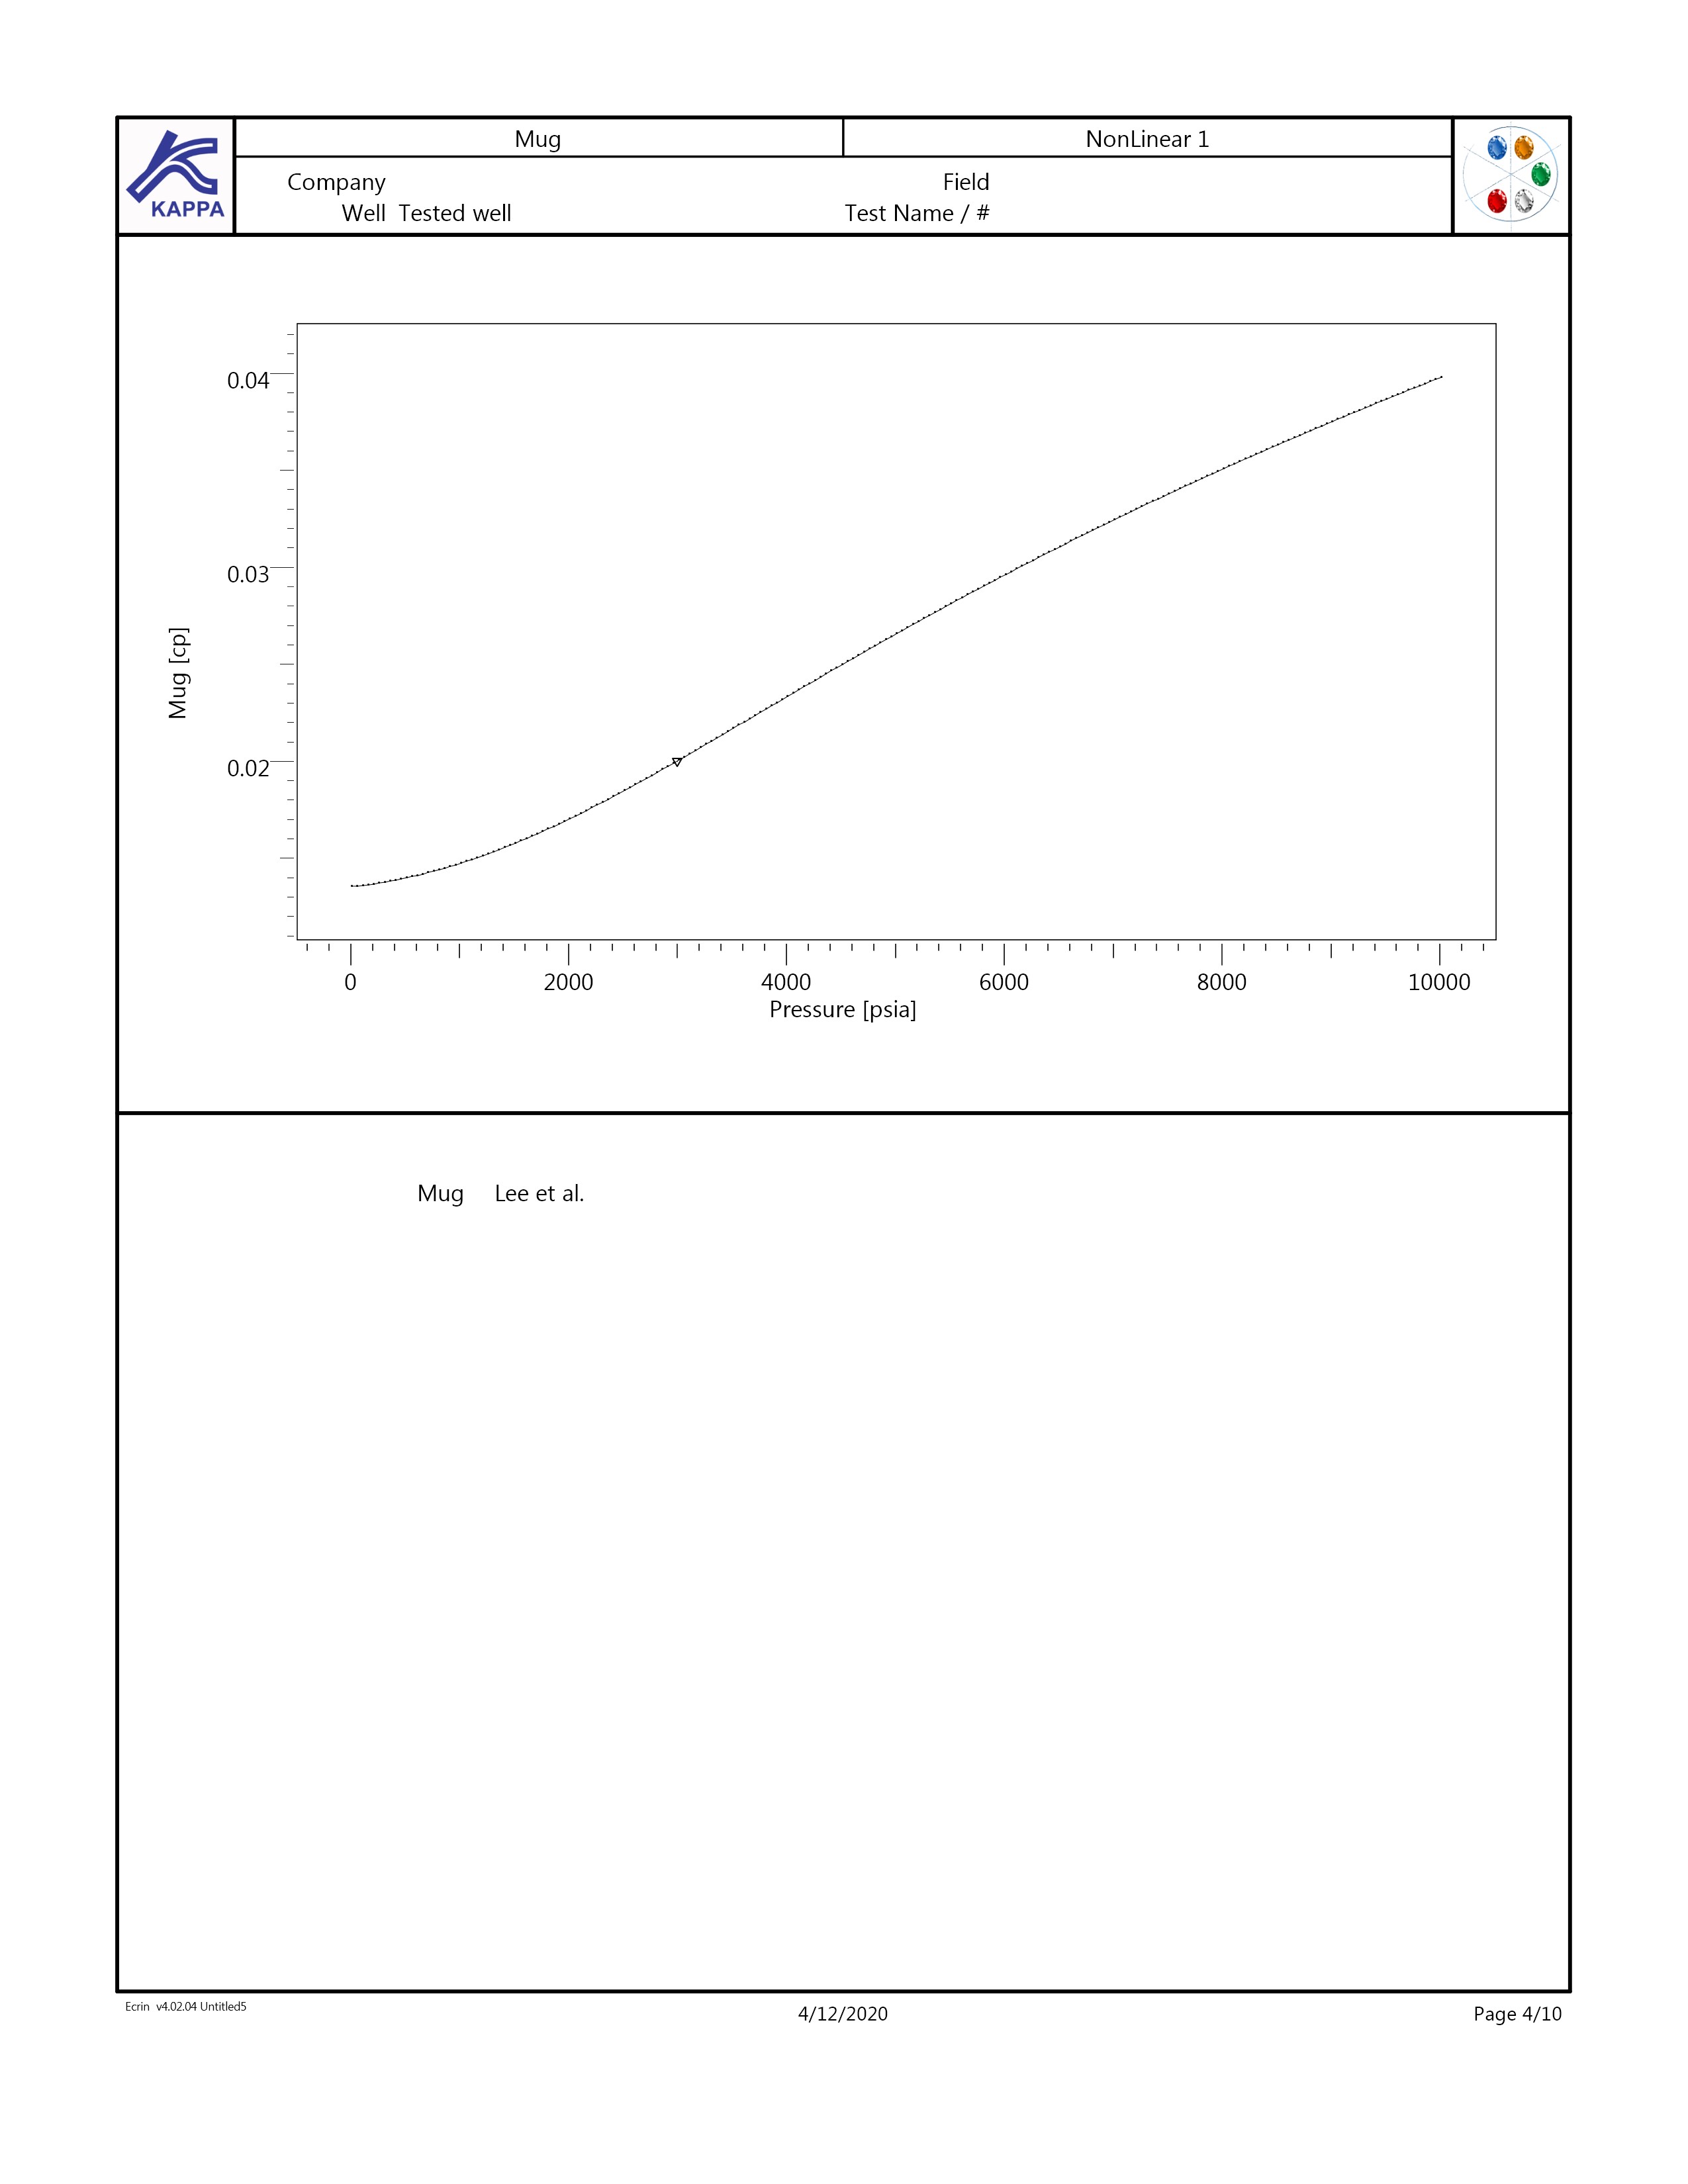 KAPPA
Mug
NonLinear 1
Company
Field
Well Tested well
Test Name / #
0.04
0.03
0.02
Mug [cp]
0 2000 4000 6000 8000 10000
Pressure [psia]
Mug Lee et al.
Ecrin v4.02.04 Untitled5
4/12/2020
Page 4/10